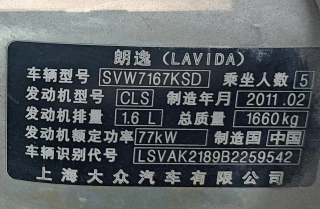 朗逸 (LAVIDA)
车辆型号 SVW7167KSD 乘坐人数 5
发动机型号 CLS 制造年月 2011.02
发动机排量 1.6 L 总质量 1660 kg
发动机额定功率 77kW 制造国 中国
车辆识别代号 LSVAK2189B2259542
上海大众汽车有限公司